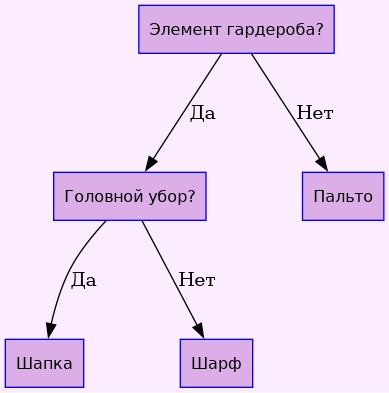 Элемент гардероба?
Да
Нет
Головной убор?
Пальто
Да
Нет
Шапка
Шарф